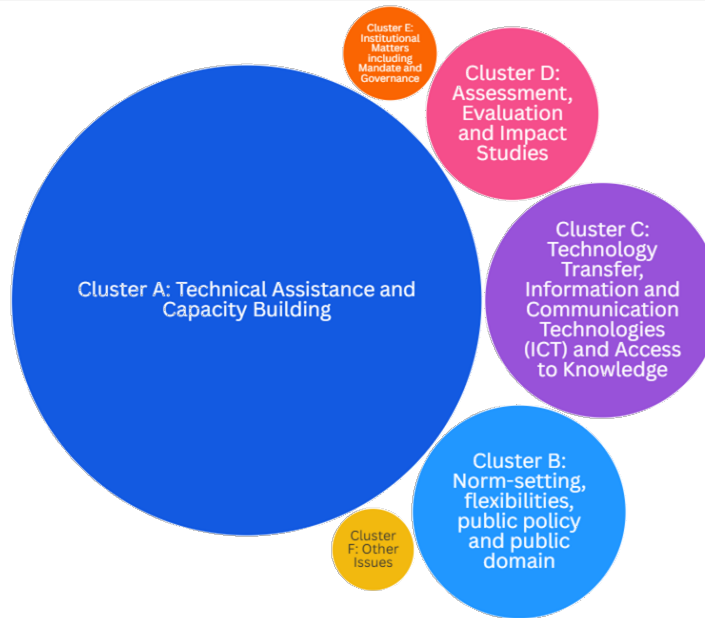 Cluster E:
Institutional
Matters
including
Mandate and
Governance
Cluster D:
Assessment,
Evaluation
and Impact
Studies
Cluster A: Technical Assistance and
Capacity Building
Cluster C:
Technology
Transfer,
Information and
Communication
Technologies
(ICT) and Access
to Knowledge
Cluster B:
Norm-setting,
flexibilities,
public policy
and public
domain
Cluster
F: Other
Issues